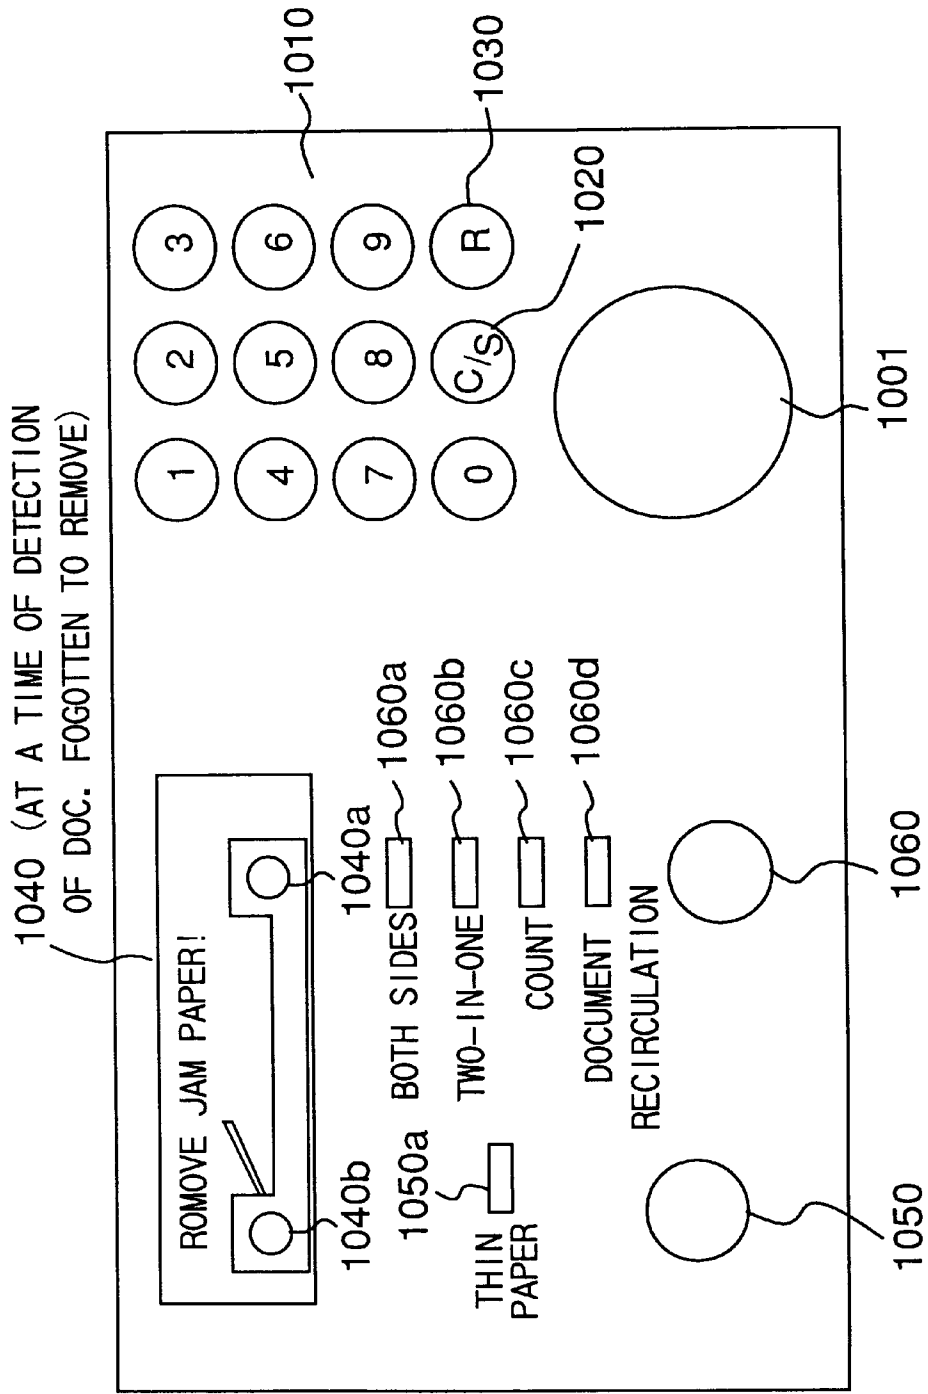 1040 (AT A TIME OF DETECTION
OF DOC. FOGOTTEN TO REMOVE)
ROMOVE JAM PAPER!
1040b
1040a
1050a
THIN
PAPER
BOTH SIDES
1060a
TWO-IN-ONE
1060b
COUNT
1060c
DOCUMENT
RECIRCULATION
1060d
1050
1060
1 2 3
4 5 6
7 8 9
0 C/S R
1010
1030
1020
1001